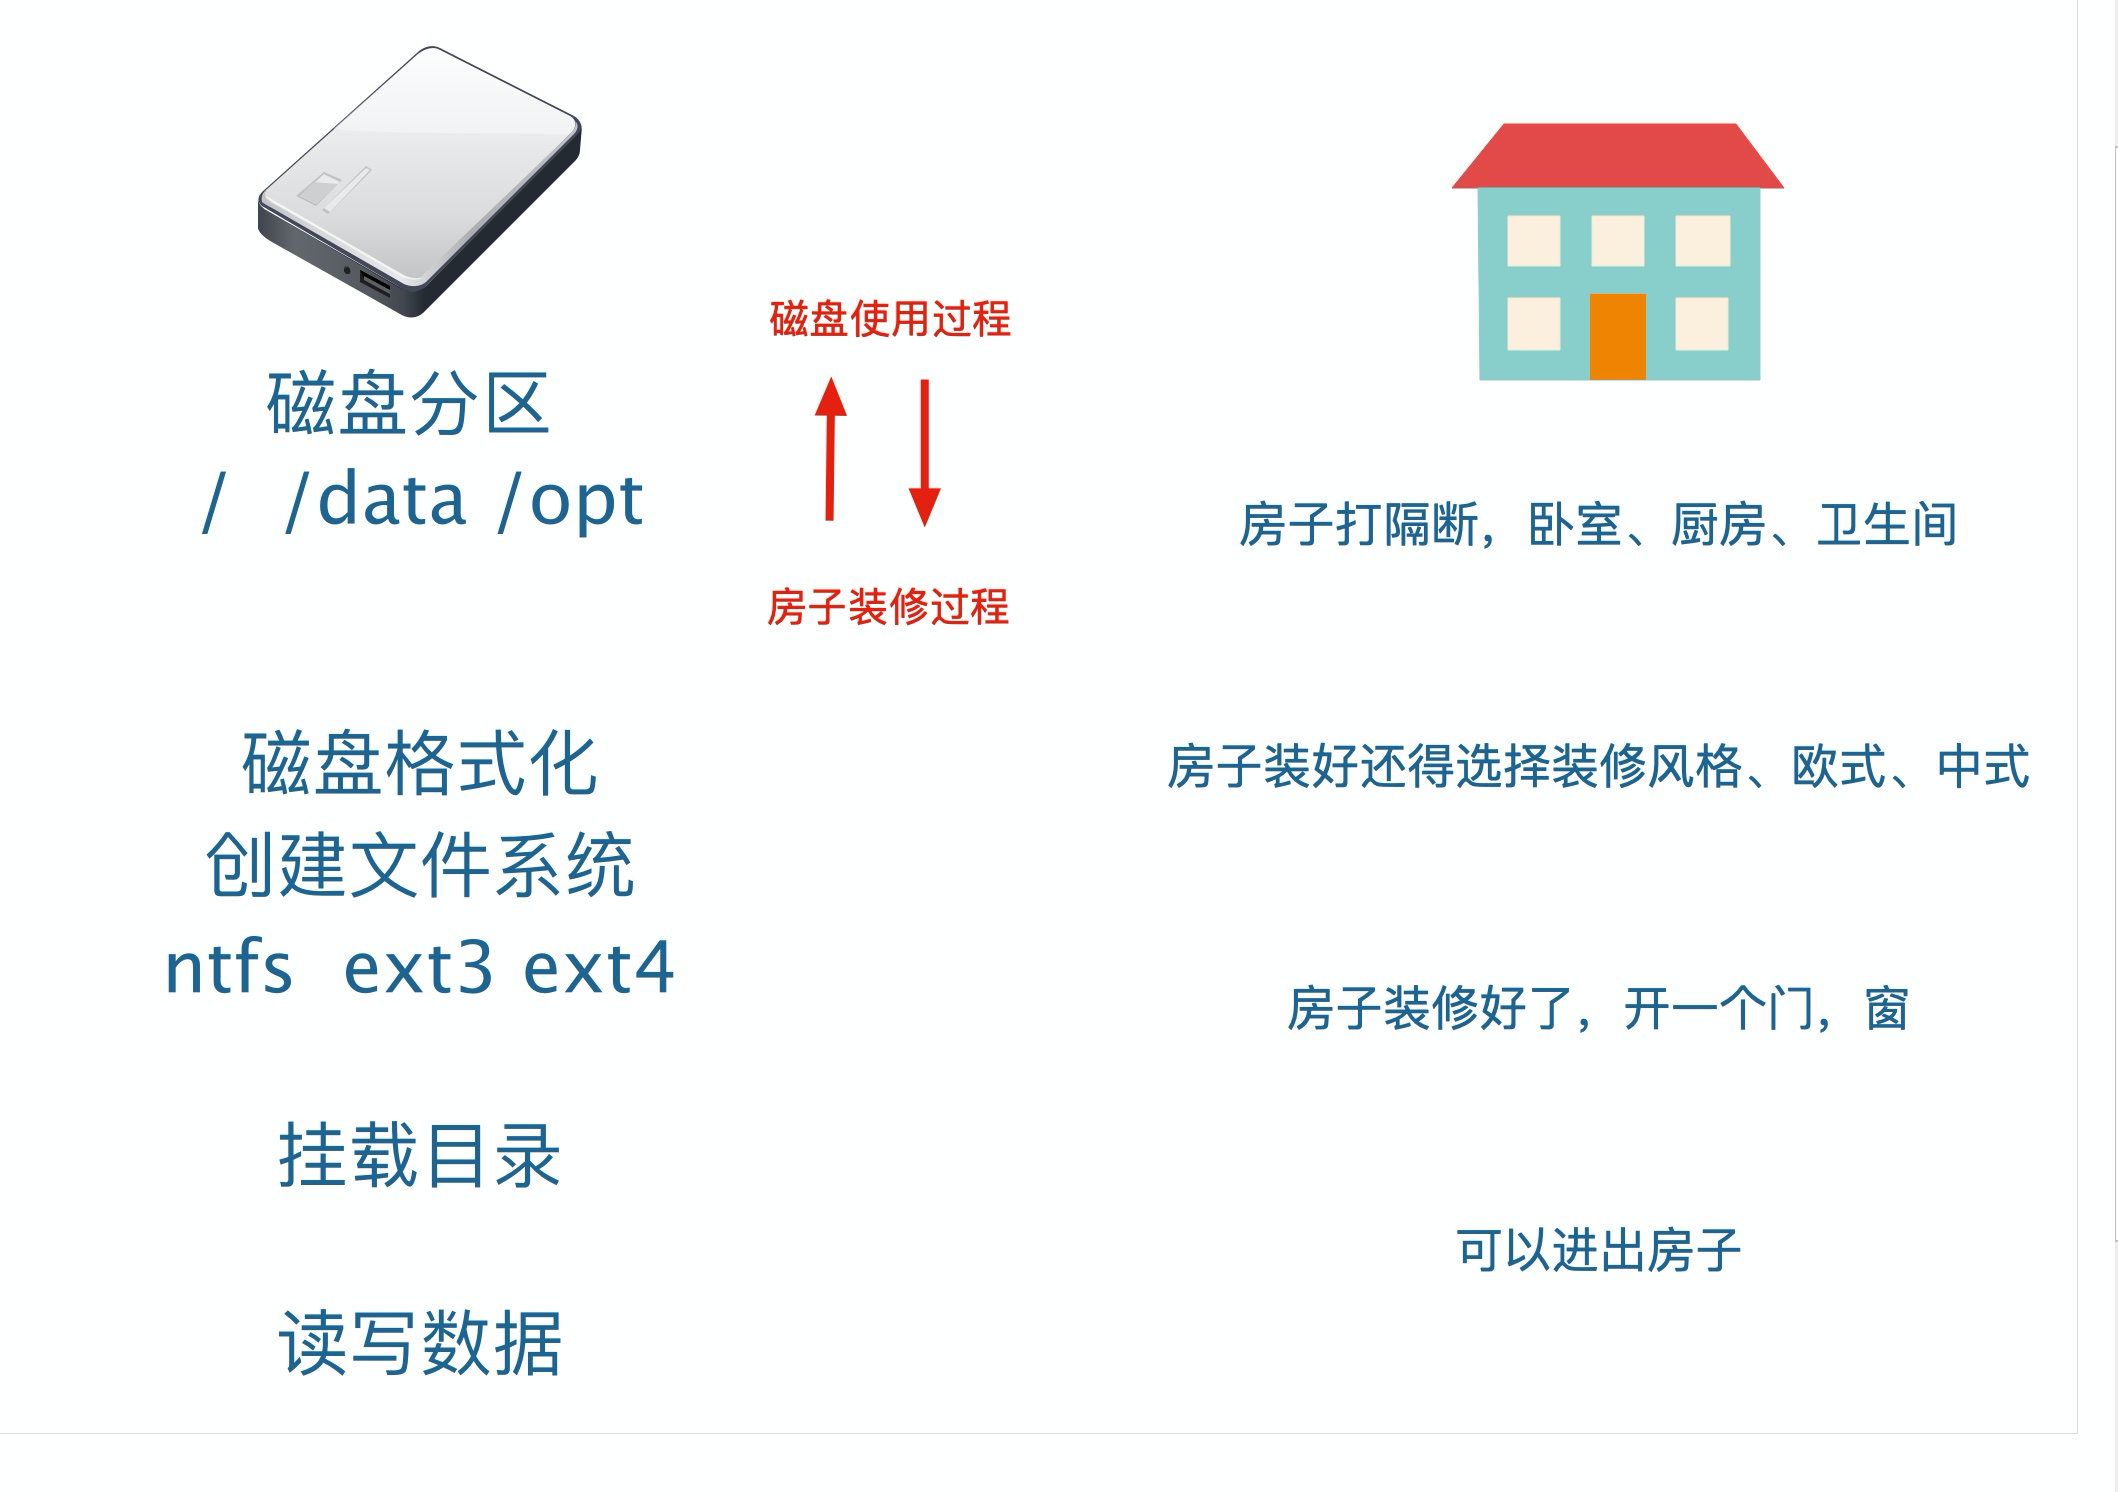 磁盘使用过程
房子装修过程
磁盘分区
/ /data /opt
磁盘格式化
创建文件系统
ntfs ext3 ext4
挂载目录
读写数据
房子打隔断，卧室、厨房、卫生间
房子装好还得选择装修风格、欧式、中式
房子装修好了，开一个门，窗
可以进出房子